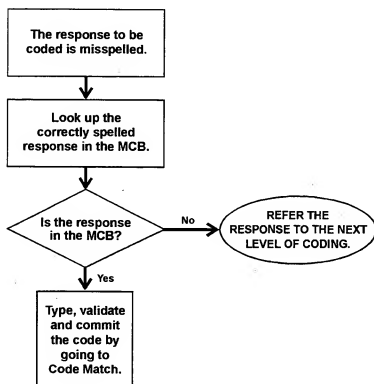 The response to be
coded is misspelled.
Look up the
correctly spelled
response in the MCB.
Is the response
in the MCB?
No
REFER THE
RESPONSE TO THE NEXT
LEVEL OF CODING.
Yes
Type, validate
and commit
the code by
going to
Code Match.